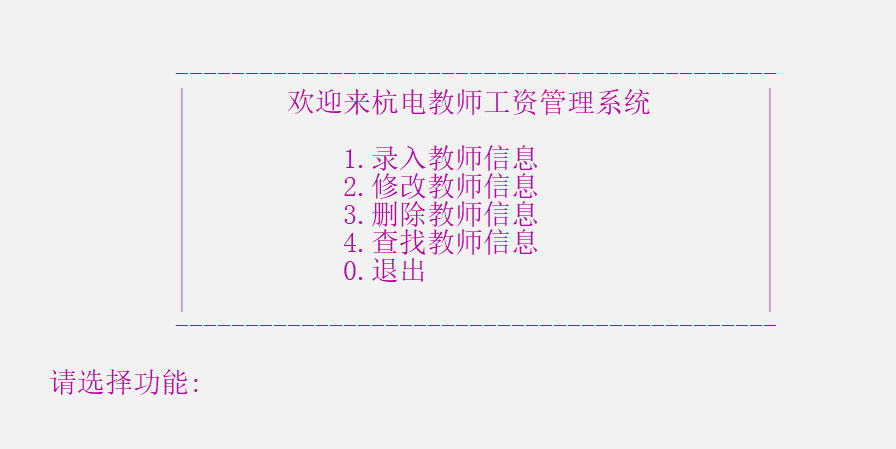 欢迎来杭电教师工资管理系统
1.录入教师信息
2.修改教师信息
3.删除教师信息
4.查找教师信息
0.退出
请选择功能: